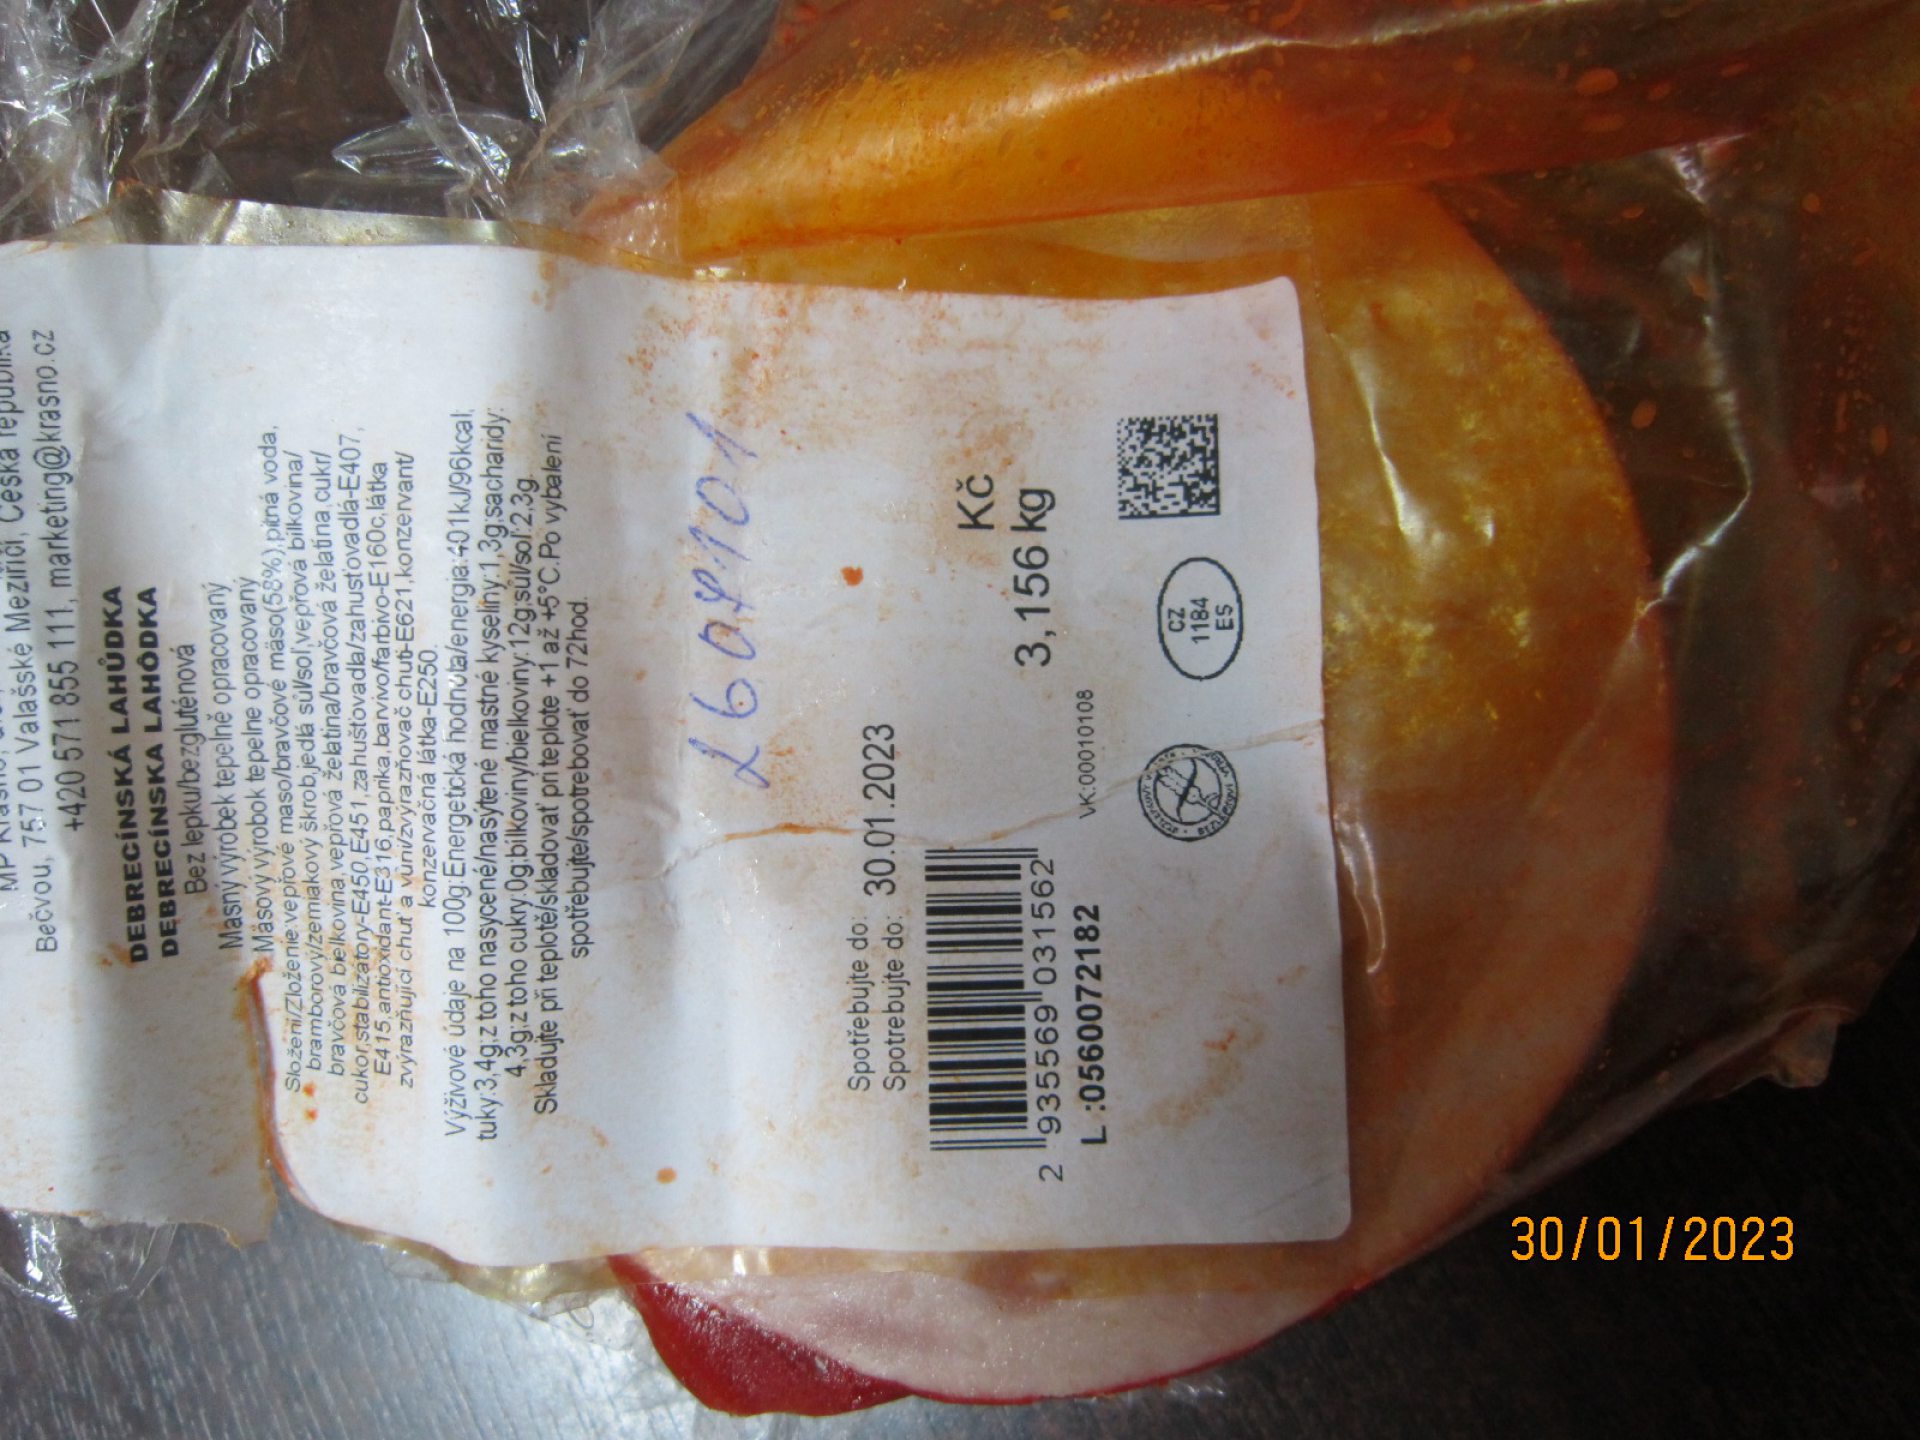 MP Krásno,
Bečvou, 757 01 Valašské Meziříčí, Česká republika
+420 571 855 111, marketing@krasno.cz
DEBRECÍNSKÁ LAHŮDKA
DEBRECÍNSKA LAHÔDKA
Bez lepku/bezgluténová
Masný výrobek tepelně opracovaný
Mäsový výrobok tepelne opracovaný
Složení/Zloženie:vepřové maso/bravčové mäso(58%),pitná voda,
bramborový/zemiakový škrob,jedlá sůl/soľ,vepřová bílkovina/
bravčová bielkovina,vepřová želatina/bravčová želatína,cukr/
cukor,stabilizátory-E450,E451,zahušťovadla/zahusťovadlá-E407,
E415,antioxidant-E316,paprika,barvivo/farbivo-E160c,látka
zvýrazňující chuť a vůni/zvýrazňovač chuti-E621,konzervant/
konzervačná látka-E250.
Výživové údaje na 100g:Energetická hodnota/energia:401kJ/96kcal;
tuky:3,4g;z toho nasycené/nasýtené mastné kyseliny:1,3g;sacharidy:
4,3g;z toho cukry:0g;bílkoviny/bielkoviny:12g;sůl/soľ:2,3g.
Skladujte při teplotě/skladovať pri teplote +1 až +5°C.Po vybalení
spotřebujte/spotrebovať do 72hod.
Spotřebujte do:
Spotrebujte do: 30.01.2023
Kč
3,156 kg
2 935569 031562
VK:00010108
L :0560072182
CZ
1184
ES
30/01/2023